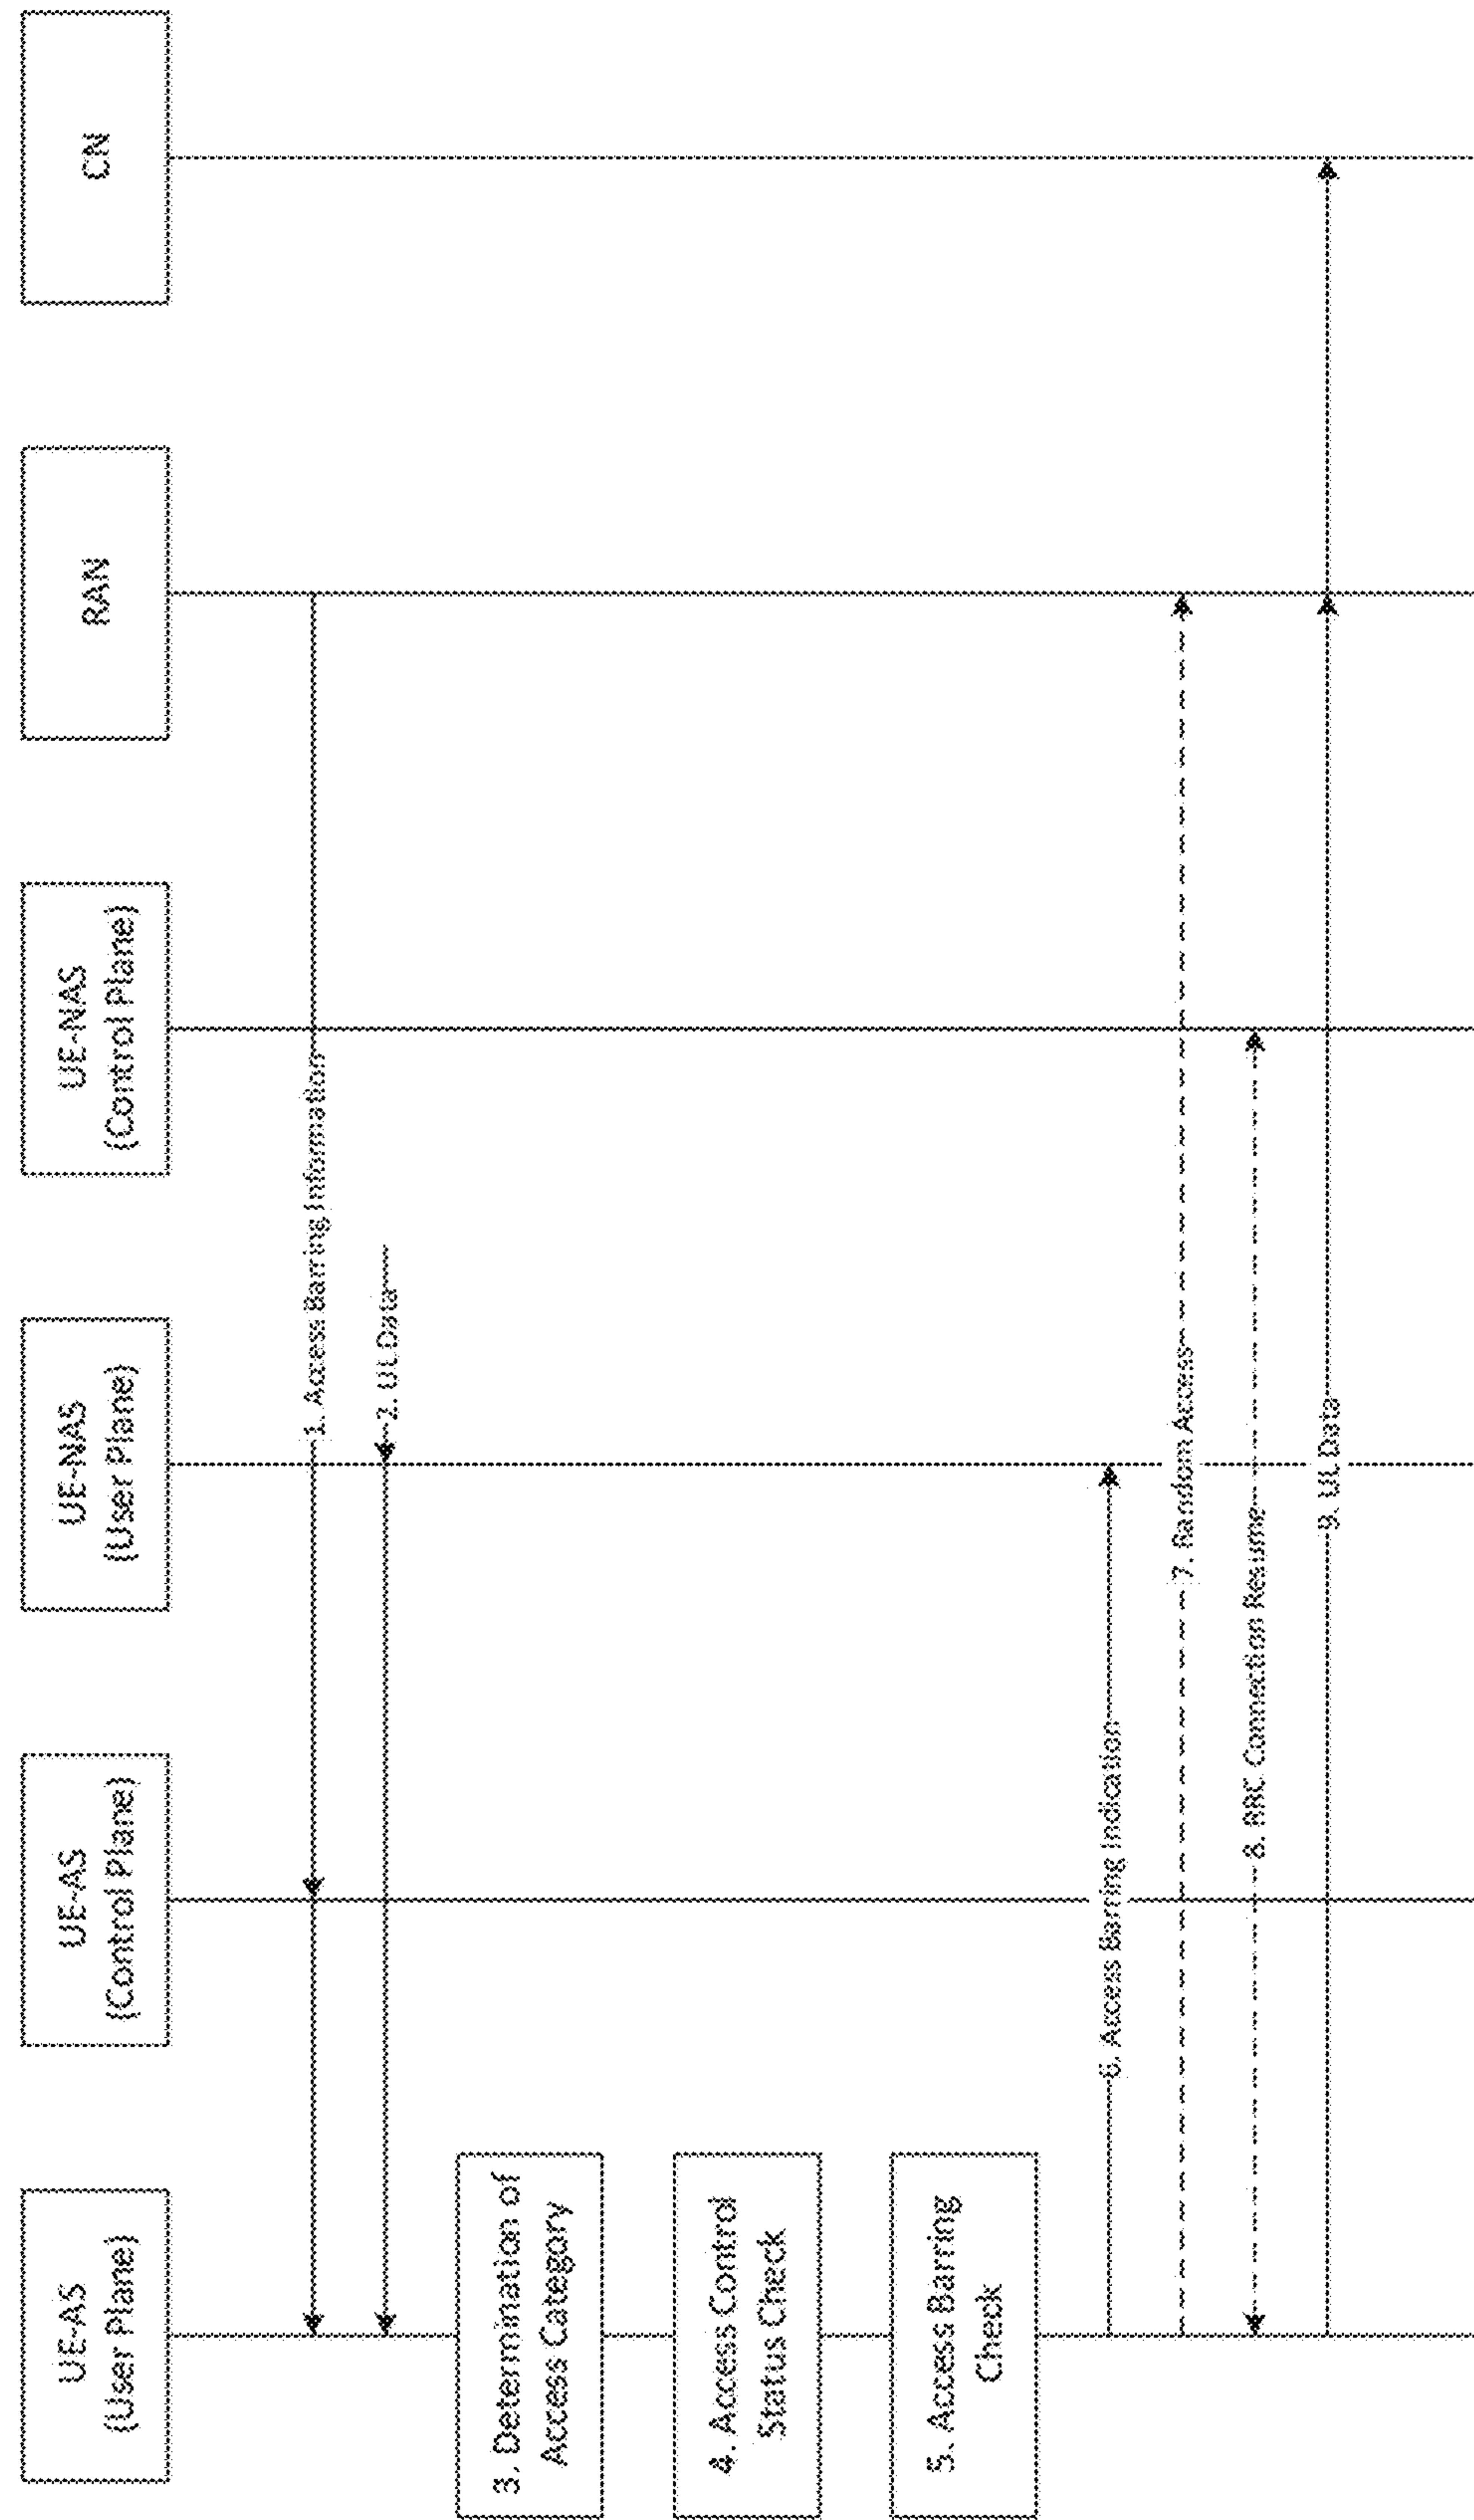 UE-AS
(User Plane)
UE-AS
(Control Plane)
UE-NAS
(User Plane)
UE-NAS
(Control Plane)
RAN
CN
1. Access Barring Information
2. UL Data
3. Determination of
Access Category
4. Access Control
Status Check
5. Access Barring
Check
6. Access Barring Indication
7. Random Access
8. RRC Connection Resume
9. UL Data